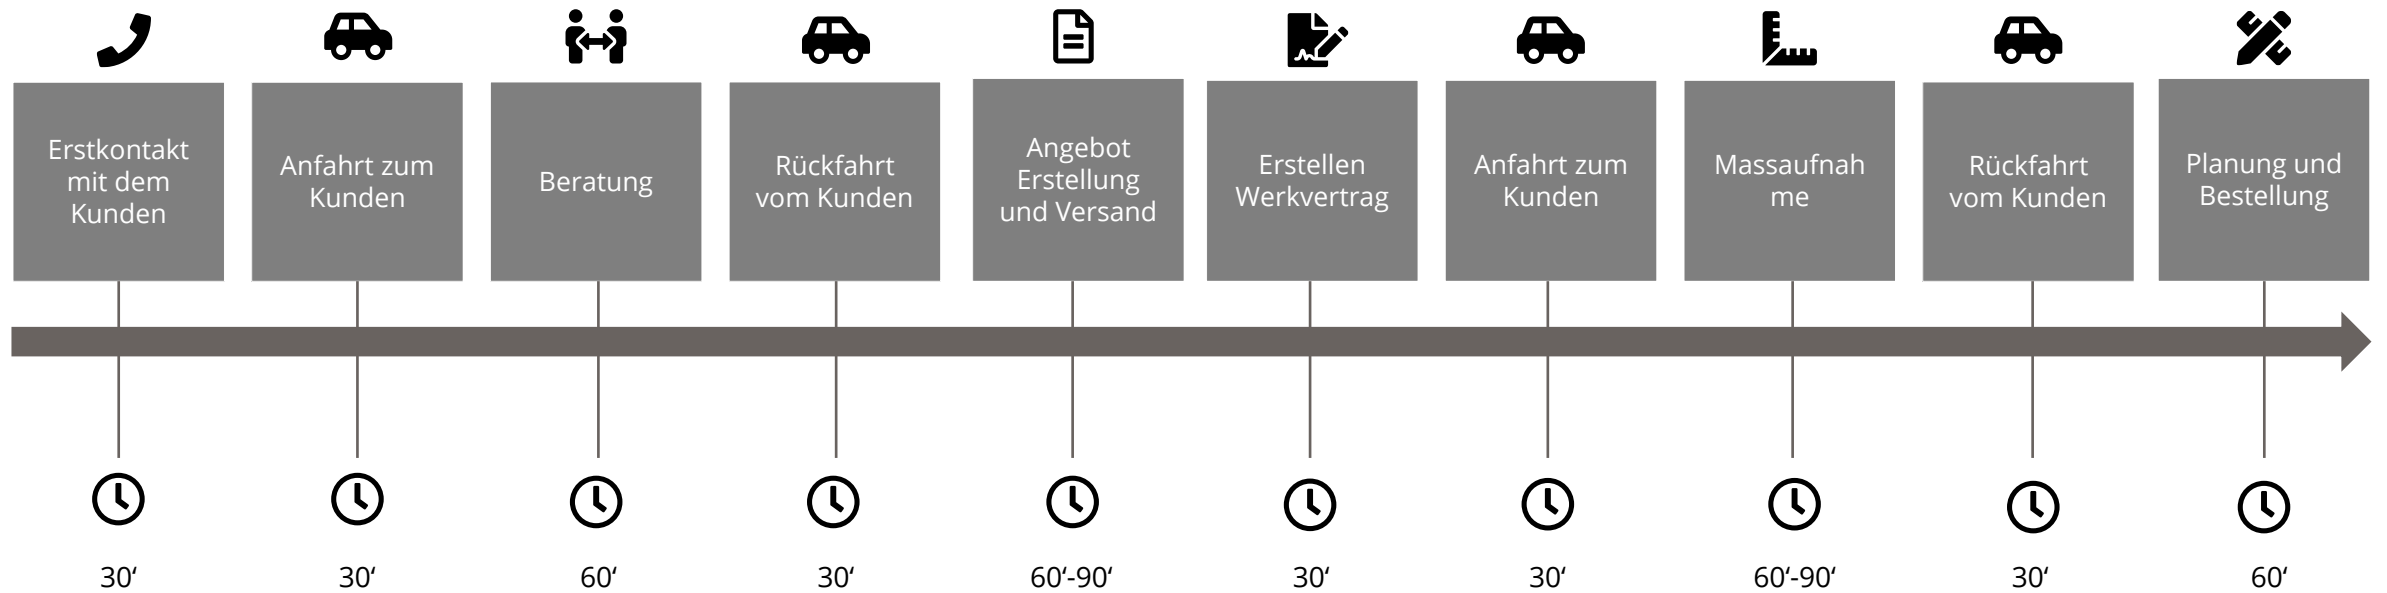 Erstkontakt
mit dem
Kunden
Anfahrt zum
Kunden
Beratung
Rückfahrt
vom Kunden
Angebot
Erstellung
und Versand
Erstellen
Werkvertrag
Anfahrt zum
Kunden
Massaufnah
me
Rückfahrt
vom Kunden
Planung und
Bestellung
30‘
30‘
60‘
30‘
60‘-90‘
30‘
30‘
60‘-90‘
30‘
60‘